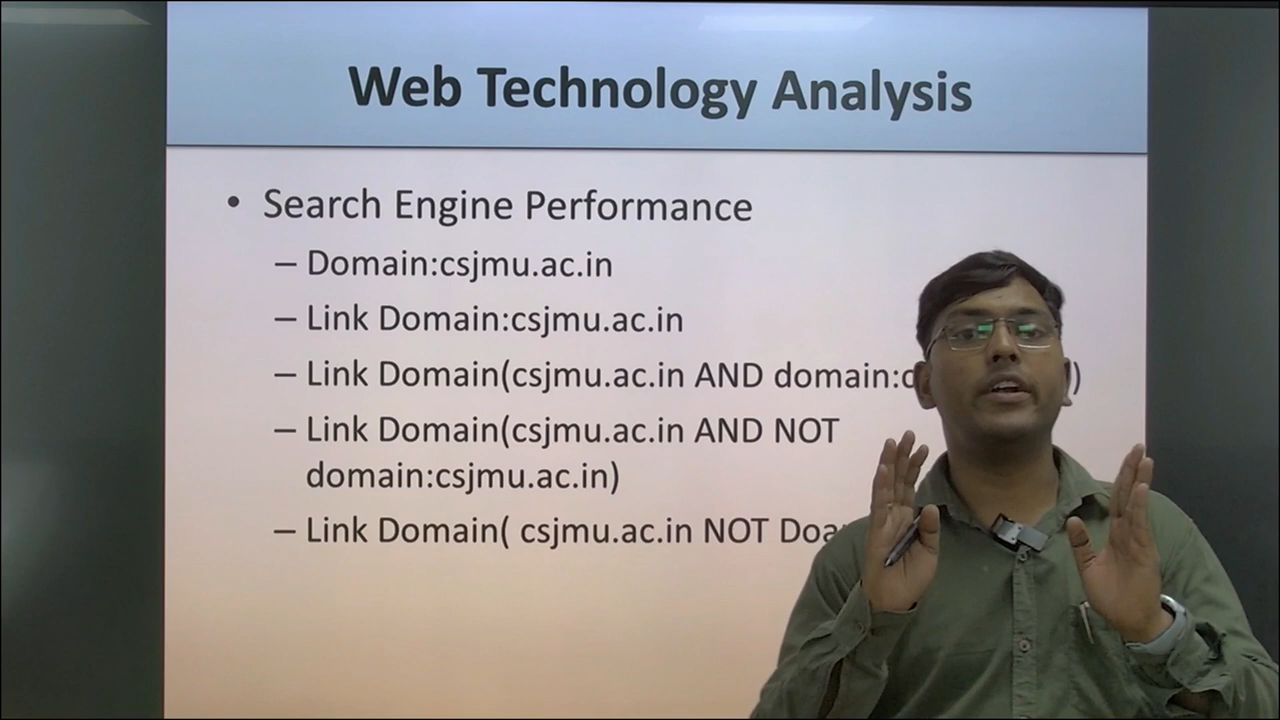 Web Technology Analysis
• Search Engine Performance
– Domain:csjmu.ac.in
– Link Domain:csjmu.ac.in
– Link Domain(csjmu.ac.in AND )
– Link Domain(csjmu.ac.in AND NOT
domain:csjmu.ac.in)
– Link Domain( csjmu.ac.in NOT